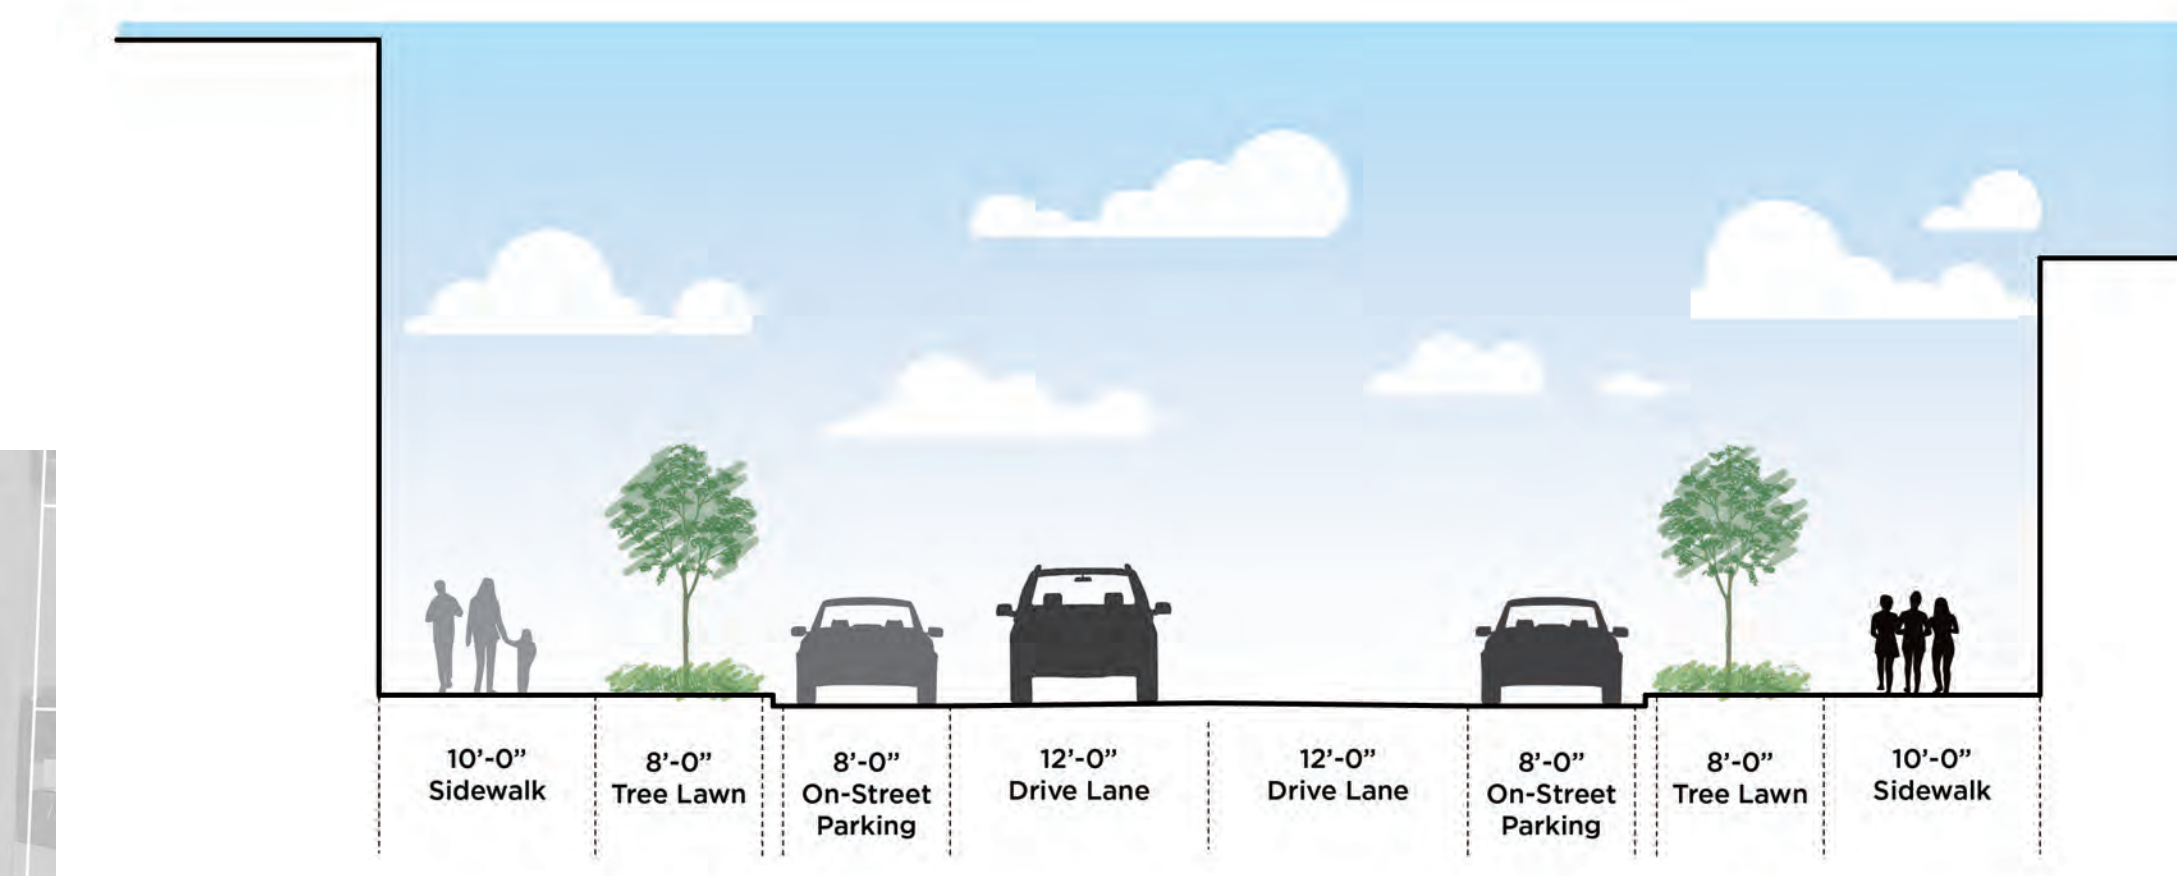 10’-0”
Sidewalk
8’-0”
Tree Lawn
8’-0”
On-Street
Parking
12’-0”
Drive Lane
12’-0”
Drive Lane
8’-0”
On-Street
Parking
8’-0”
Tree Lawn
10’-0”
Sidewalk